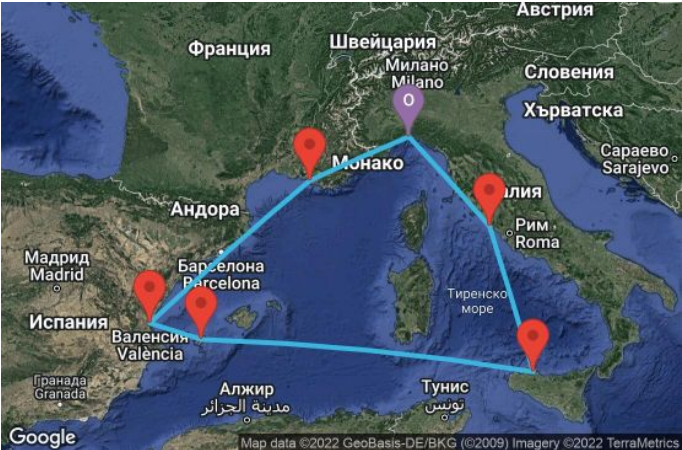 Австрия
Франция
Швейцария
Милано
Milano
O
Словения
Хърватска
Сараево
Sarajevo
Монако
алия
Андора
Рим
Roma
Мадрид
Madrid
Барселона
Barcelona
Тиренско
море
Испания
Валенсия
València
Гранада
Granada
Алжир
مدينة الجزائر
Тунис
تونس
Google
Map data ©2022 GeoBasis-DE/BKG (©2009) Imagery ©2022 TerraMetrics